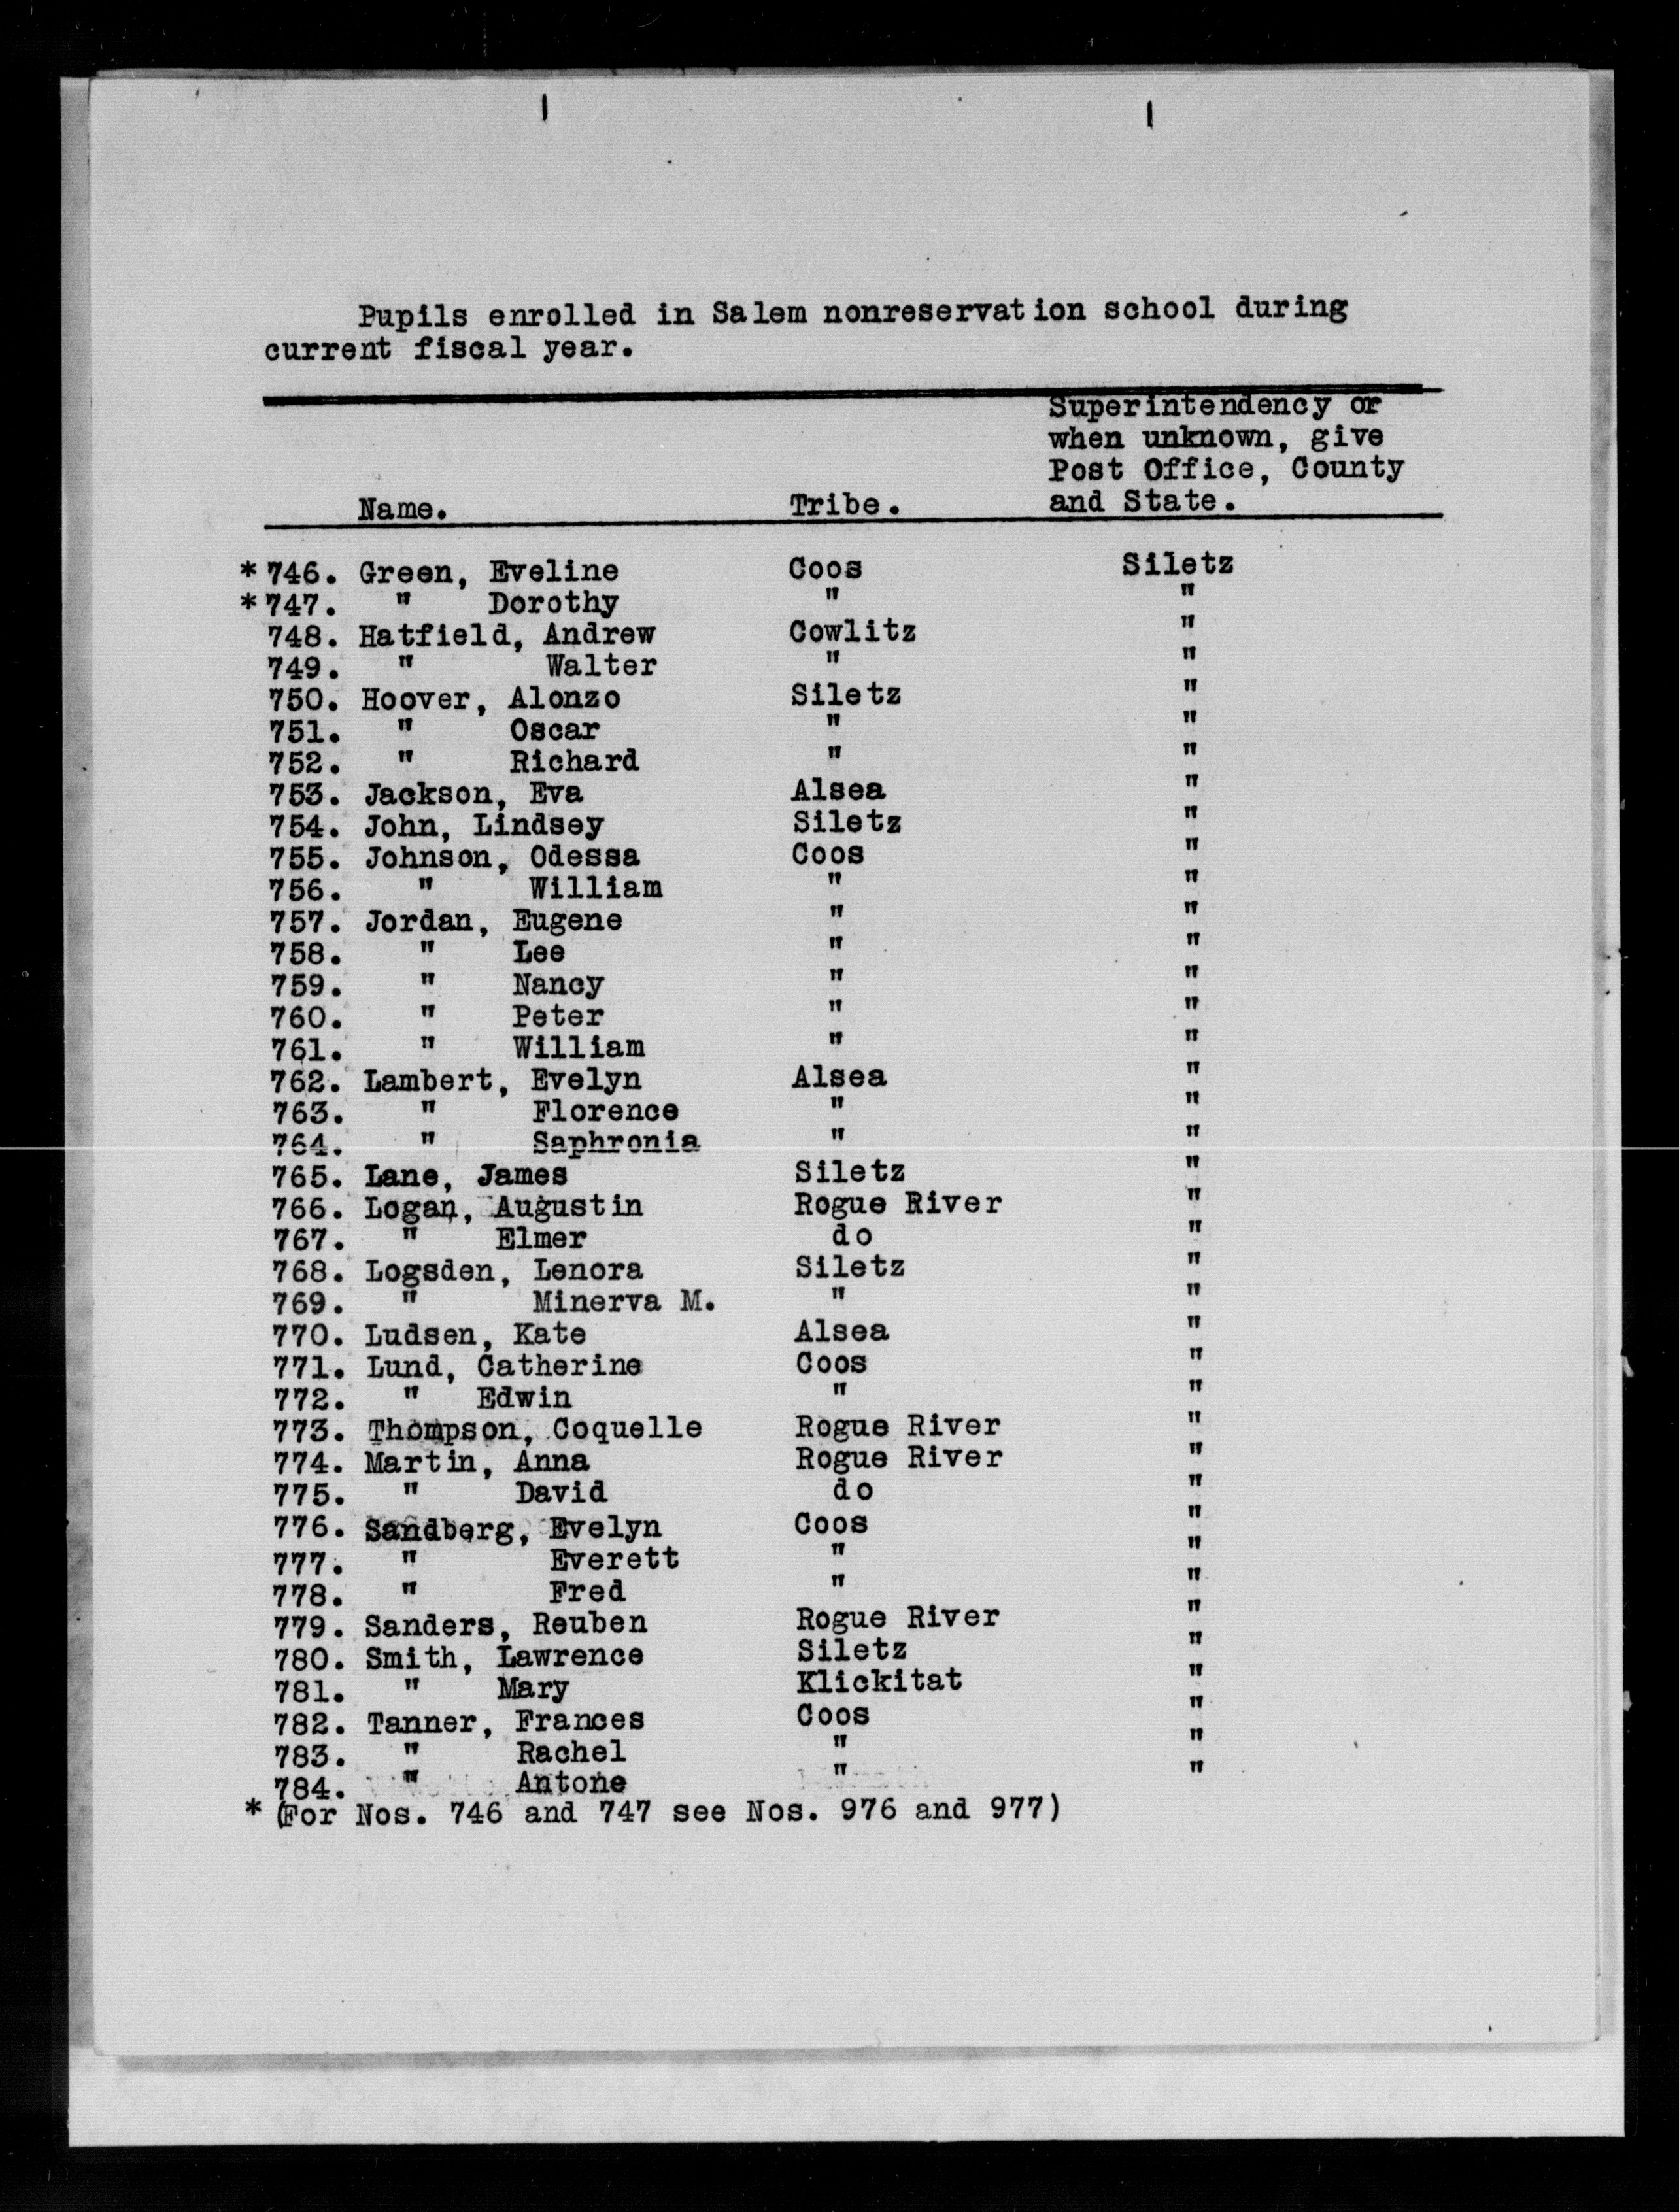 Pupils enrolled in Salem nonreservation school during
current fiscal year.
Superintendency or
when unknown, give
Post Office, County
Name. Tribe. and State.
*746. Green, Eveline Coos Siletz
*747. " Dorothy " "
748. Hatfield, Andrew Cowlitz "
749. " Walter " "
750. Hoover, Alonzo Siletz "
751. " Oscar " "
752. " Richard " "
753. Jackson, Eva Alsea "
754. John, Lindsey Siletz "
755. Johnson, Odessa Coos "
756. " William " "
757. Jordan, Eugene " "
758. " Lee " "
759. " Nancy " "
760. " Peter " "
761. " William " "
762. Lambert, Evelyn Alsea "
763. " Florence " "
764. " Saphronia " "
765. Lane, James Siletz "
766. Logan, Augustin Rogue River "
767. " Elmer do "
768. Logsden, Lenora Siletz "
769. " Minerva M. " "
770. Ludsen, Kate Alsea "
771. Lund, Catherine Coos "
772. " Edwin " "
773. Thompson, Coquelle Rogue River "
774. Martin, Anna Rogue River "
775. " David do "
776. Sandberg, Evelyn Coos "
777. " Everett " "
778. " Fred " "
779. Sanders, Reuben Rogue River "
780. Smith, Lawrence Siletz "
781. " Mary Klickitat "
782. Tanner, Frances Coos "
783. " Rachel " "
784. " Antone " "
* (For Nos. 746 and 747 see Nos. 976 and 977)